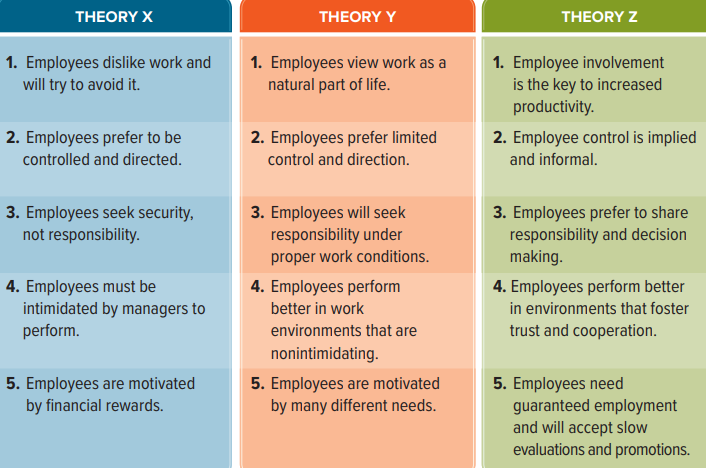 THEORY X
1. Employees dislike work and
will try to avoid it.
2. Employees prefer to be
controlled and directed.
3. Employees seek security,
not responsibility.
4. Employees must be
intimidated by managers to
perform.
5. Employees are motivated
by financial rewards.
THEORY Y
1. Employees view work as a
natural part of life.
2. Employees prefer limited
control and direction.
3. Employees will seek
responsibility under
proper work conditions.
4. Employees perform
better in work
environments that are
nonintimidating.
5. Employees are motivated
by many different needs.
THEORY Z
1. Employee involvement
is the key to increased
productivity.
2. Employee control is implied
and informal.
3. Employees prefer to share
responsibility and decision
making.
4. Employees perform better
in environments that foster
trust and cooperation.
5. Employees need
guaranteed employment
and will accept slow
evaluations and promotions.